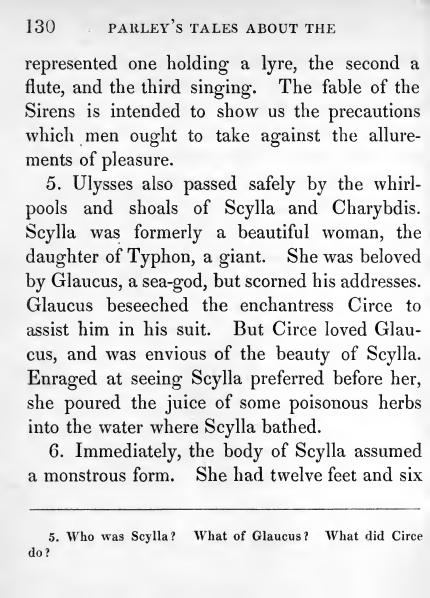 130 PARLEY'S TALES ABOUT THE
represented one holding a lyre, the second a
flute, and the third singing. The fable of the
Sirens is intended to show us the precautions
which men ought to take against the allure-
ments of pleasure.
5. Ulysses also passed safely by the whirl-
pools and shoals of Scylla and Charybdis.
Scylla was formerly a beautiful woman, the
daughter of Typhon, a giant. She was beloved
by Glaucus, a sea-god, but scorned his addresses.
Glaucus beseeched the enchantress Circe to
assist him in his suit. But Circe loved Glau-
cus, and was envious of the beauty of Scylla.
Enraged at seeing Scylla preferred before her,
she poured the juice of some poisonous herbs
into the water where Scylla bathed.
6. Immediately, the body of Scylla assumed
a monstrous form. She had twelve feet and six
5. Who was Scylla? What of Glaucus? What did Circe
do?